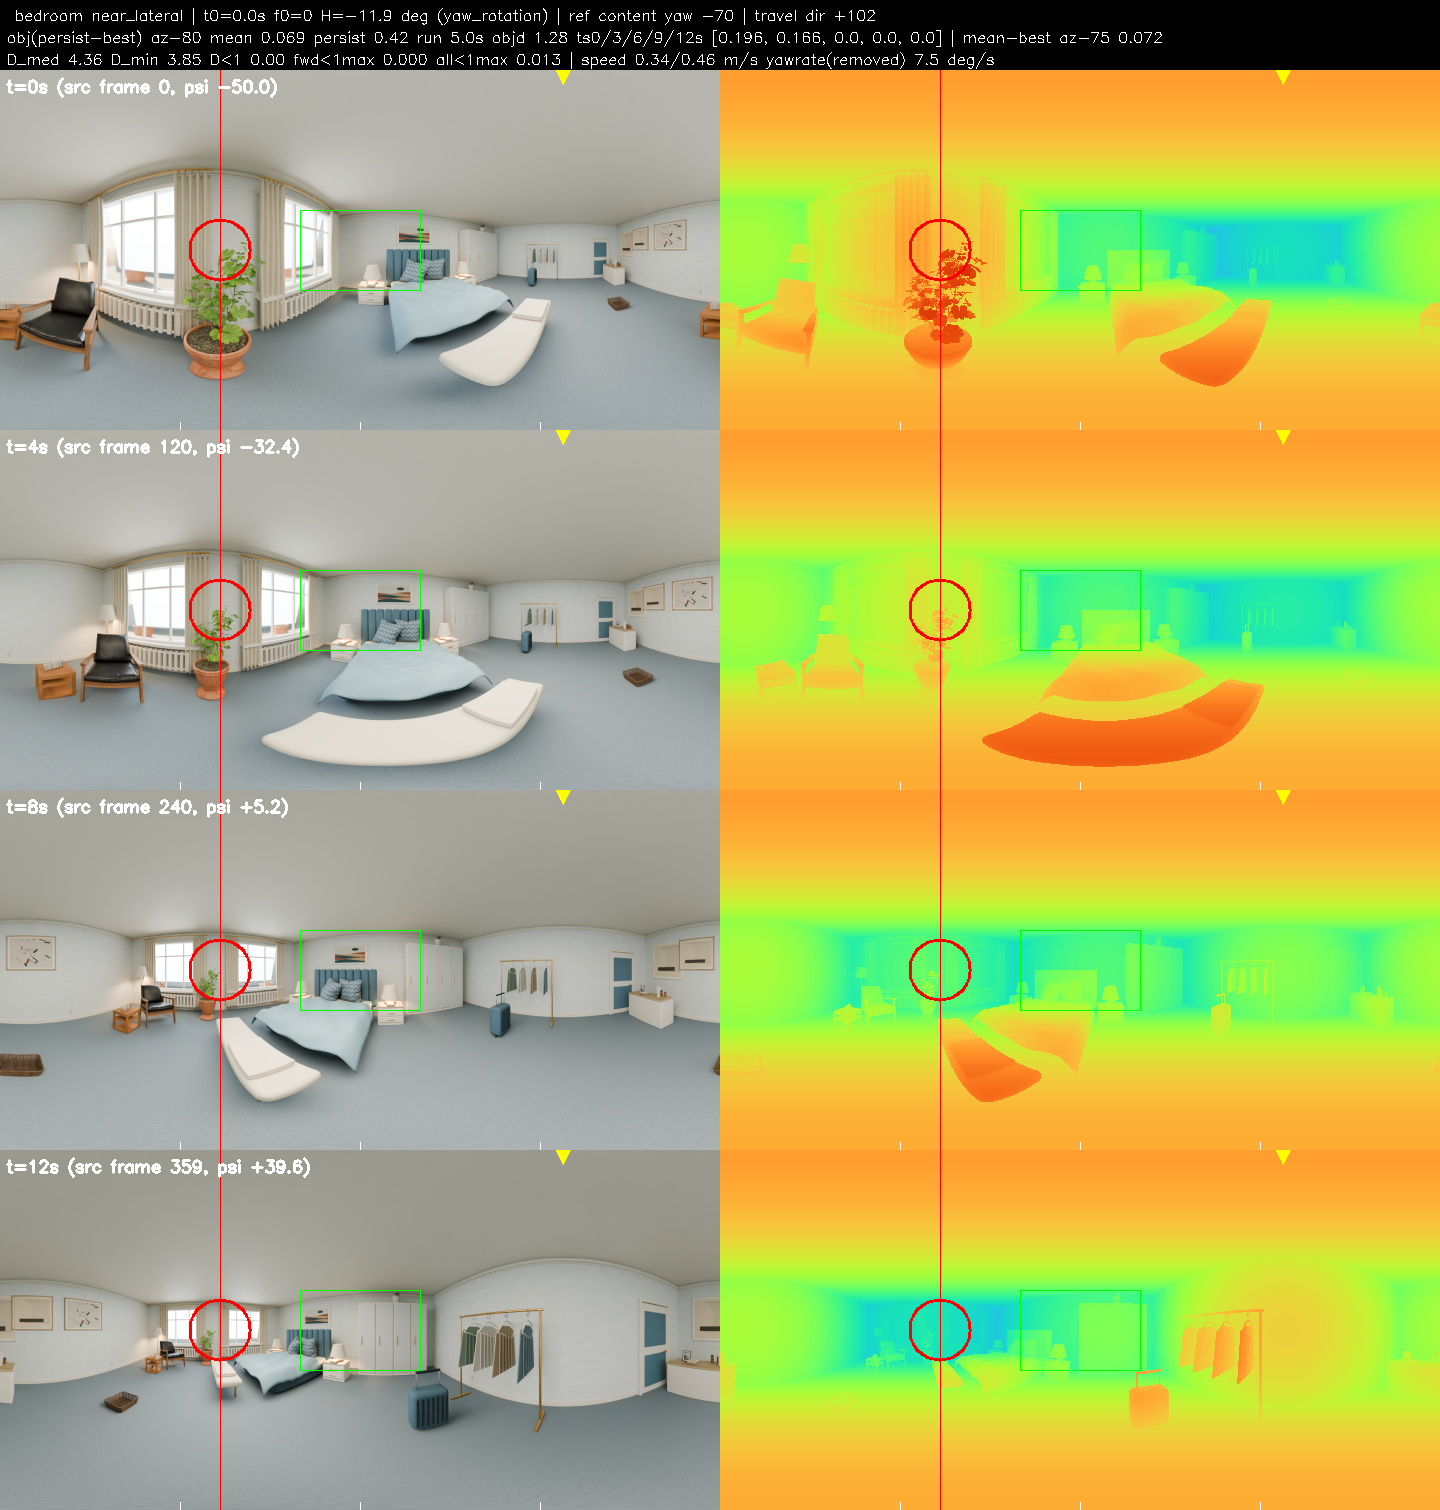 bedroom near_lateral | t0=0.0s f0=0 H=-11.9 deg (yaw_rotation) | ref content yaw -70 | travel dir +102
obj(persist-best) az-80 mean 0.069 persist 0.42 run 5.0s objd 1.28 ts0/3/6/9/12s [0.196, 0.166, 0.0, 0.0, 0.0] | mean-best az-75 0.072
D_med 4.36 D_min 3.85 D<1 0.00 fwd<1max 0.000 all<1max 0.013 | speed 0.34/0.46 m/s yawrate(removed) 7.5 deg/s
t=0s (src frame 0, psi -50.0)
t=4s (src frame 120, psi -32.4)
t=8s (src frame 240, psi +5.2)
t=12s (src frame 359, psi +39.6)